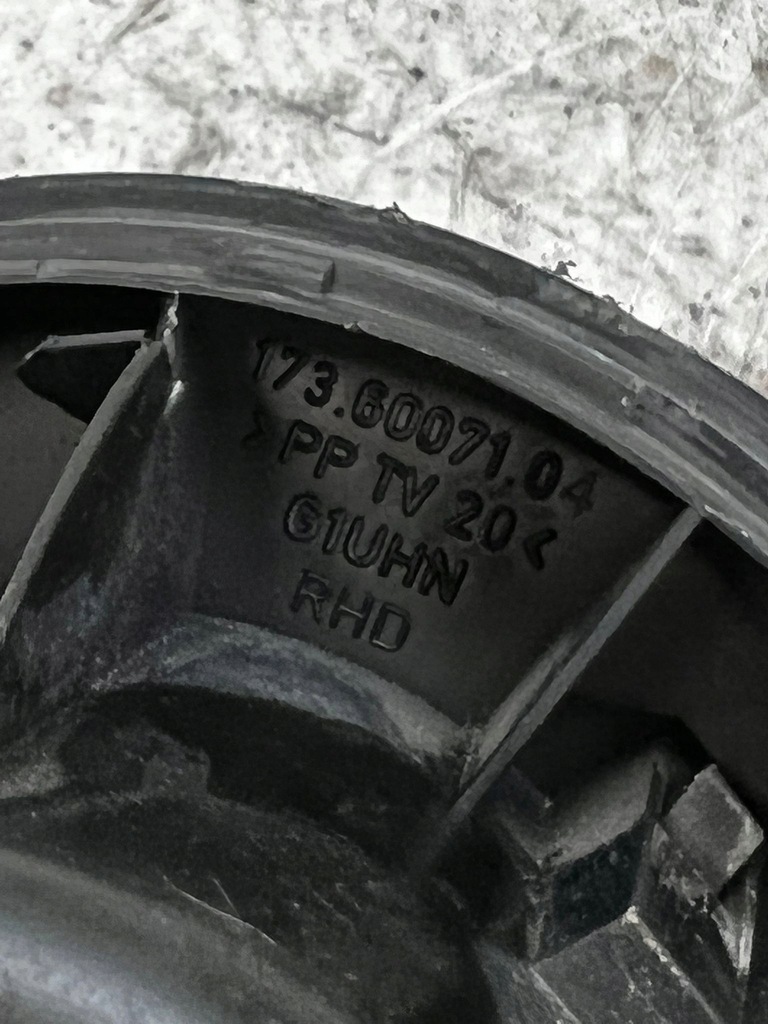 173.60071.04
>PP TV 20<
G1UHN
RHD